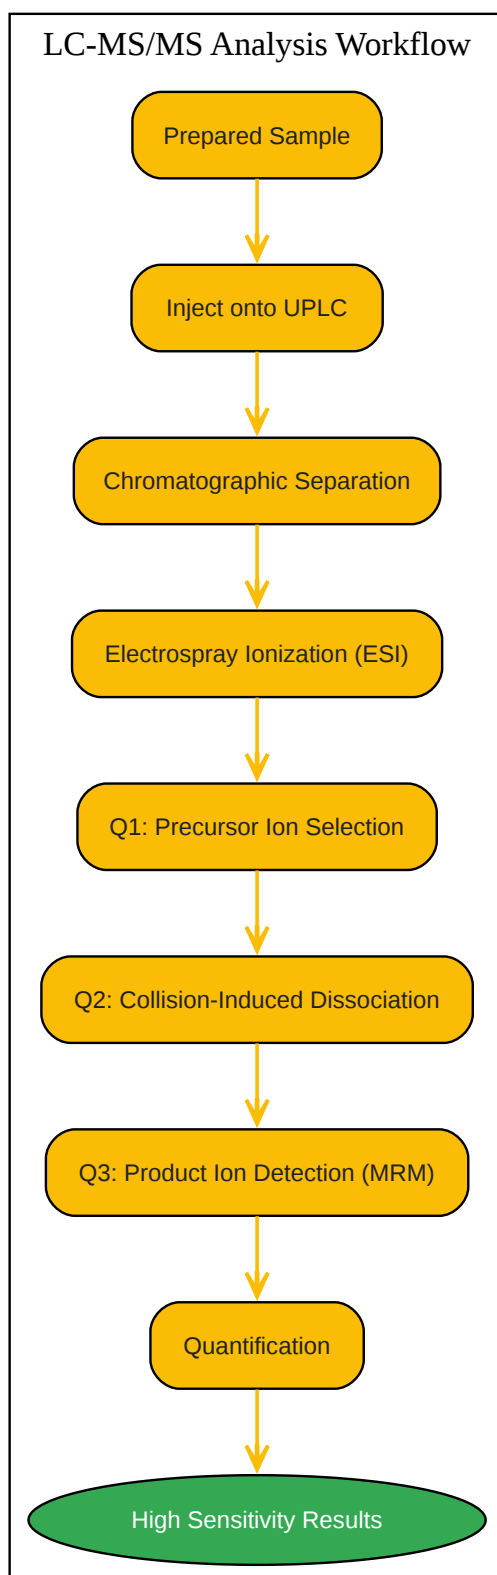 LC-MS/MS Analysis Workflow
Prepared Sample
Inject onto UPLC
Chromatographic Separation
Electrospray Ionization (ESI)
Q1: Precursor Ion Selection
Q2: Collision-Induced Dissociation
Q3: Product Ion Detection (MRM)
Quantification
High Sensitivity Results